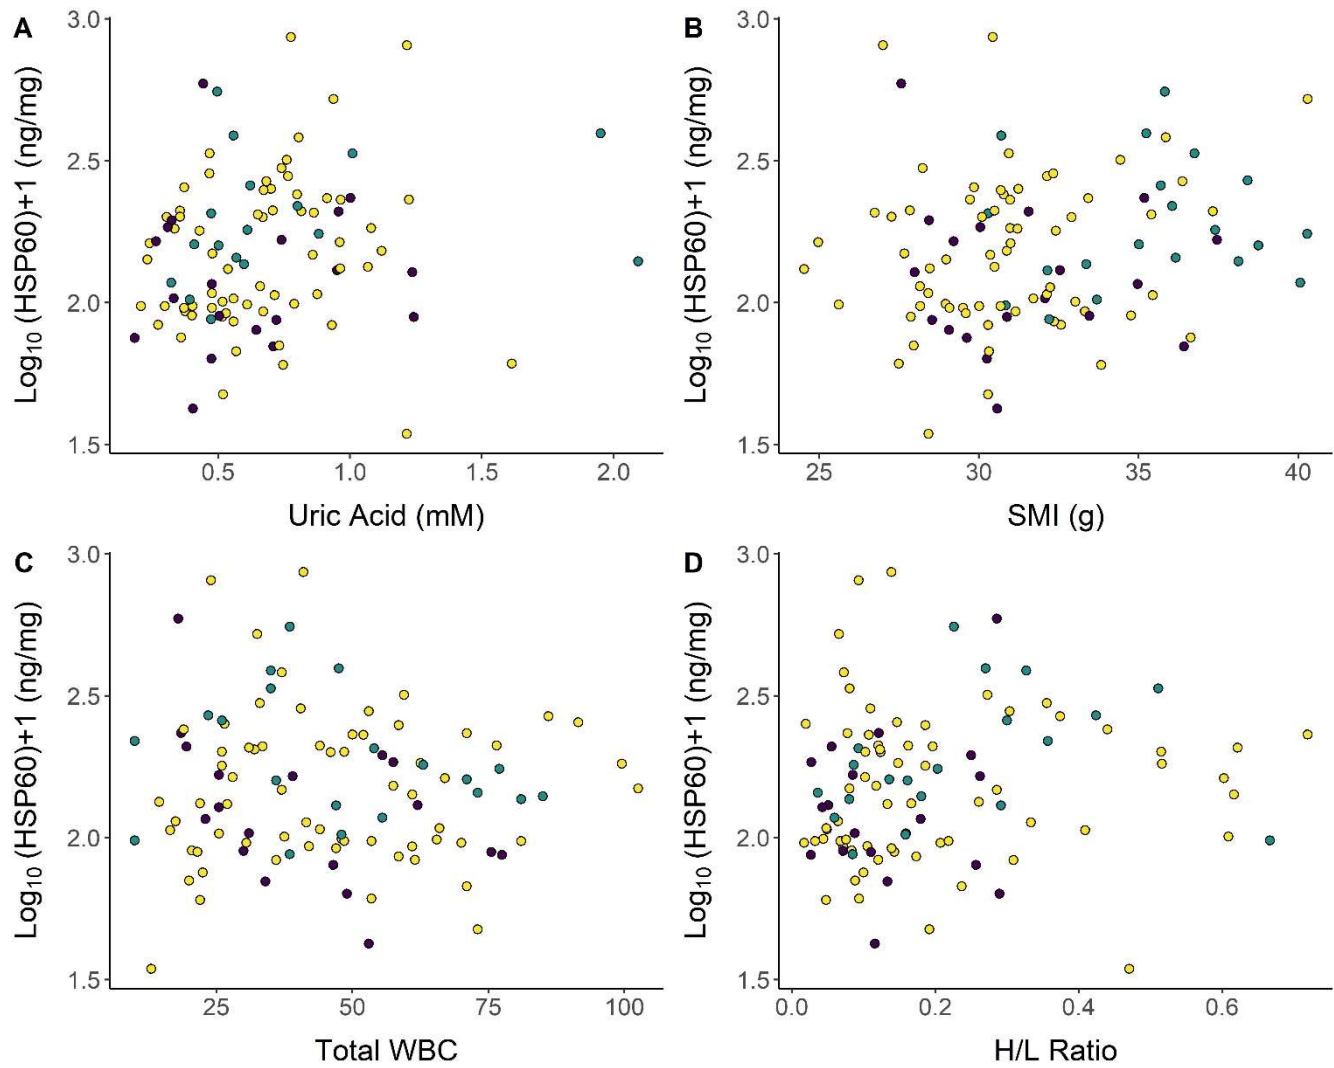 A
Log₁₀ (HSP60)+1 (ng/mg)
3.0
2.5
2.0
1.5
0.5 1.0 1.5 2.0
Uric Acid (mM)
B
Log₁₀ (HSP60)+1 (ng/mg)
3.0
2.5
2.0
1.5
25 30 35 40
SMI (g)
C
Log₁₀ (HSP60)+1 (ng/mg)
3.0
2.5
2.0
1.5
25 50 75 100
Total WBC
D
Log₁₀ (HSP60)+1 (ng/mg)
3.0
2.5
2.0
1.5
0.0 0.2 0.4 0.6
H/L Ratio